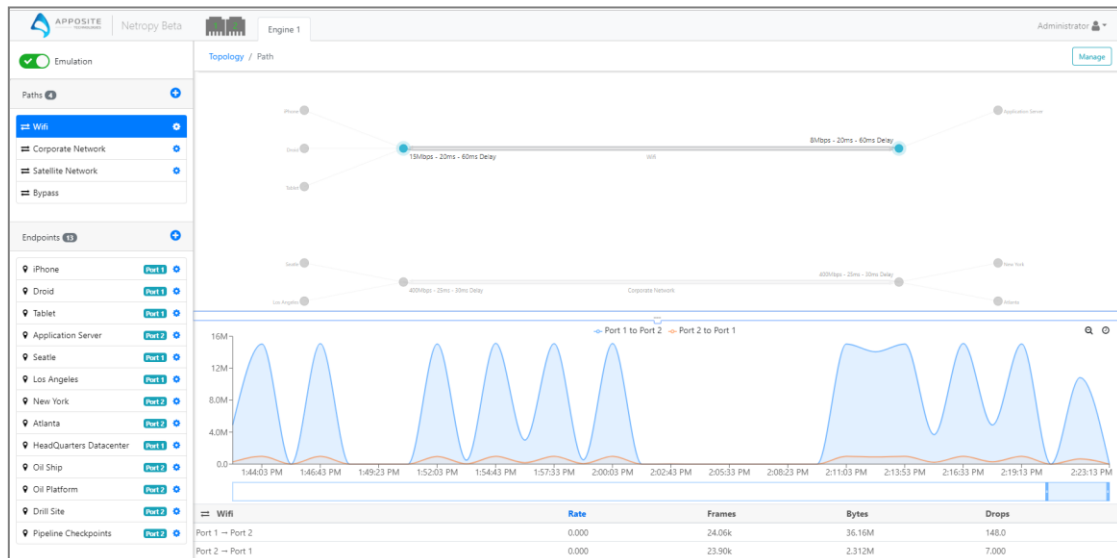 APPOSITE
TECHNOLOGIES
Netropy Beta
1 2
Engine 1
Administrator
Emulation
Topology / Path
Manage
Paths 4
Wifi
Corporate Network
Satellite Network
Bypass
Endpoints 13
iPhone Port 1
Droid Port 1
Tablet Port 1
Application Server Port 2
Seatle Port 1
Los Angeles Port 1
New York Port 2
Atlanta Port 2
HeadQuarters Datacenter Port 1
Oil Ship Port 2
Oil Platform Port 2
Drill Site Port 2
Pipeline Checkpoints Port 2
iPhone
Droid
Tablet
Application Server
8Mbps - 20ms - 60ms Delay
15Mbps - 20ms - 60ms Delay
Wifi
Seatle
Los Angeles
New York
Atlanta
400Mbps - 20ms - 30ms Delay
400Mbps - 20ms - 30ms Delay
Corporate Network
Port 1 to Port 2 Port 2 to Port 1
16M
12M
8.0M
4.0M
0.0
1:44:03 PM 1:46:43 PM 1:49:23 PM 1:52:03 PM 1:54:43 PM 1:57:33 PM 2:00:03 PM 2:02:43 PM 2:05:33 PM 2:08:23 PM 2:11:03 PM 2:13:53 PM 2:16:33 PM 2:19:13 PM 2:23:13 PM
Wifi Rate Frames Bytes Drops
Port 1 → Port 2 0.000 24.06k 36.16M 148.0
Port 2 → Port 1 0.000 23.90k 2.312M 7.000